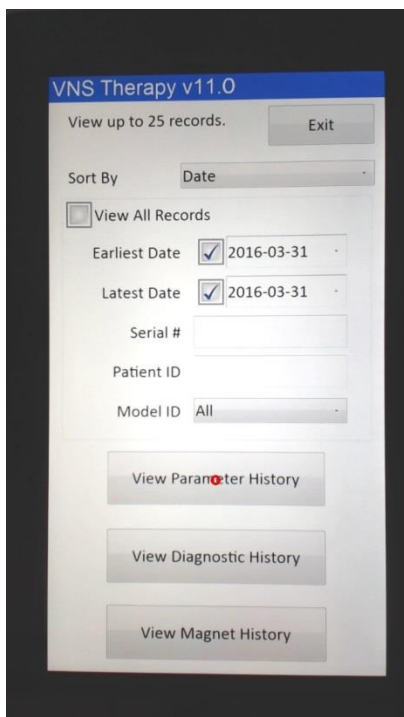 VNS Therapy v11.0
View up to 25 records.
Exit
Sort By
Date
View All Records
Earliest Date
2016-03-31
Latest Date
2016-03-31
Serial #
Patient ID
Model ID
All
View Parameter History
View Diagnostic History
View Magnet History